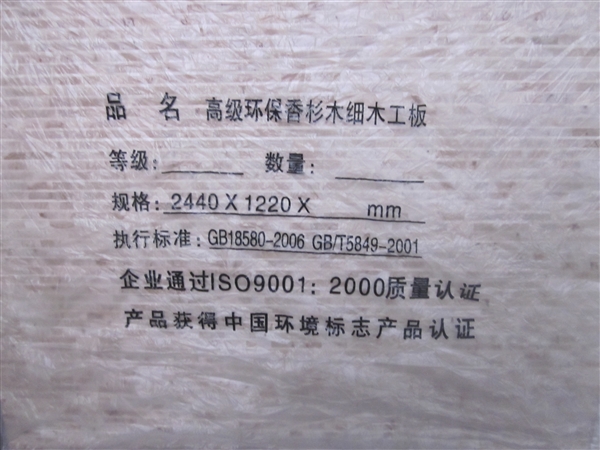 品 名 高级环保香杉木细木工板
等级:______ 数量:______
规格:2440X1220X mm
执行标准:GB18580-2006 GB/T5849-2001
企业通过ISO9001:2000质量认证
产品获得中国环境标志产品认证